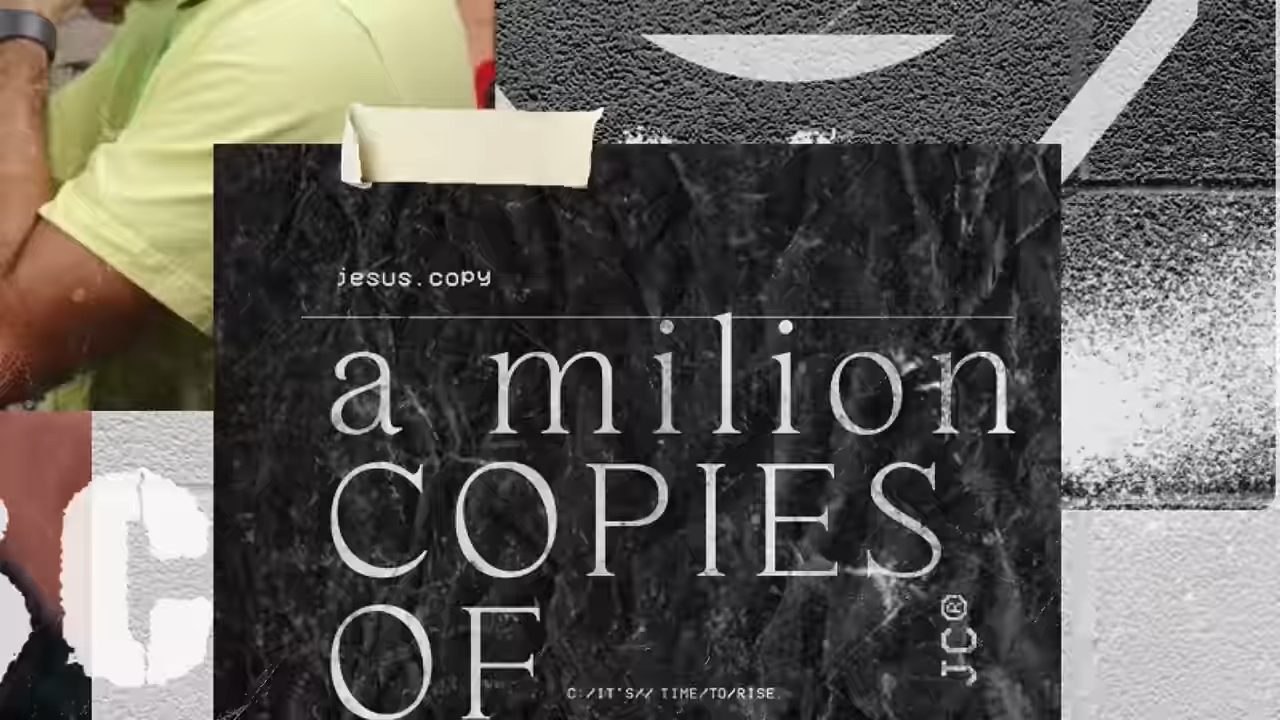 jesus.copy
a milion
COPIES
OF
JC®
C:/IT'S// TIME/TO/RISE.